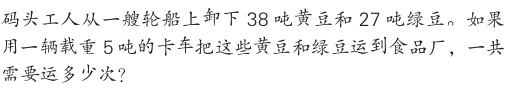 码头工人从一艘轮船上卸下 38 吨黄豆和 27 吨绿豆。如果
用一辆载重 5 吨的卡车把这些黄豆和绿豆运到食品厂，一共
需要运多少次？